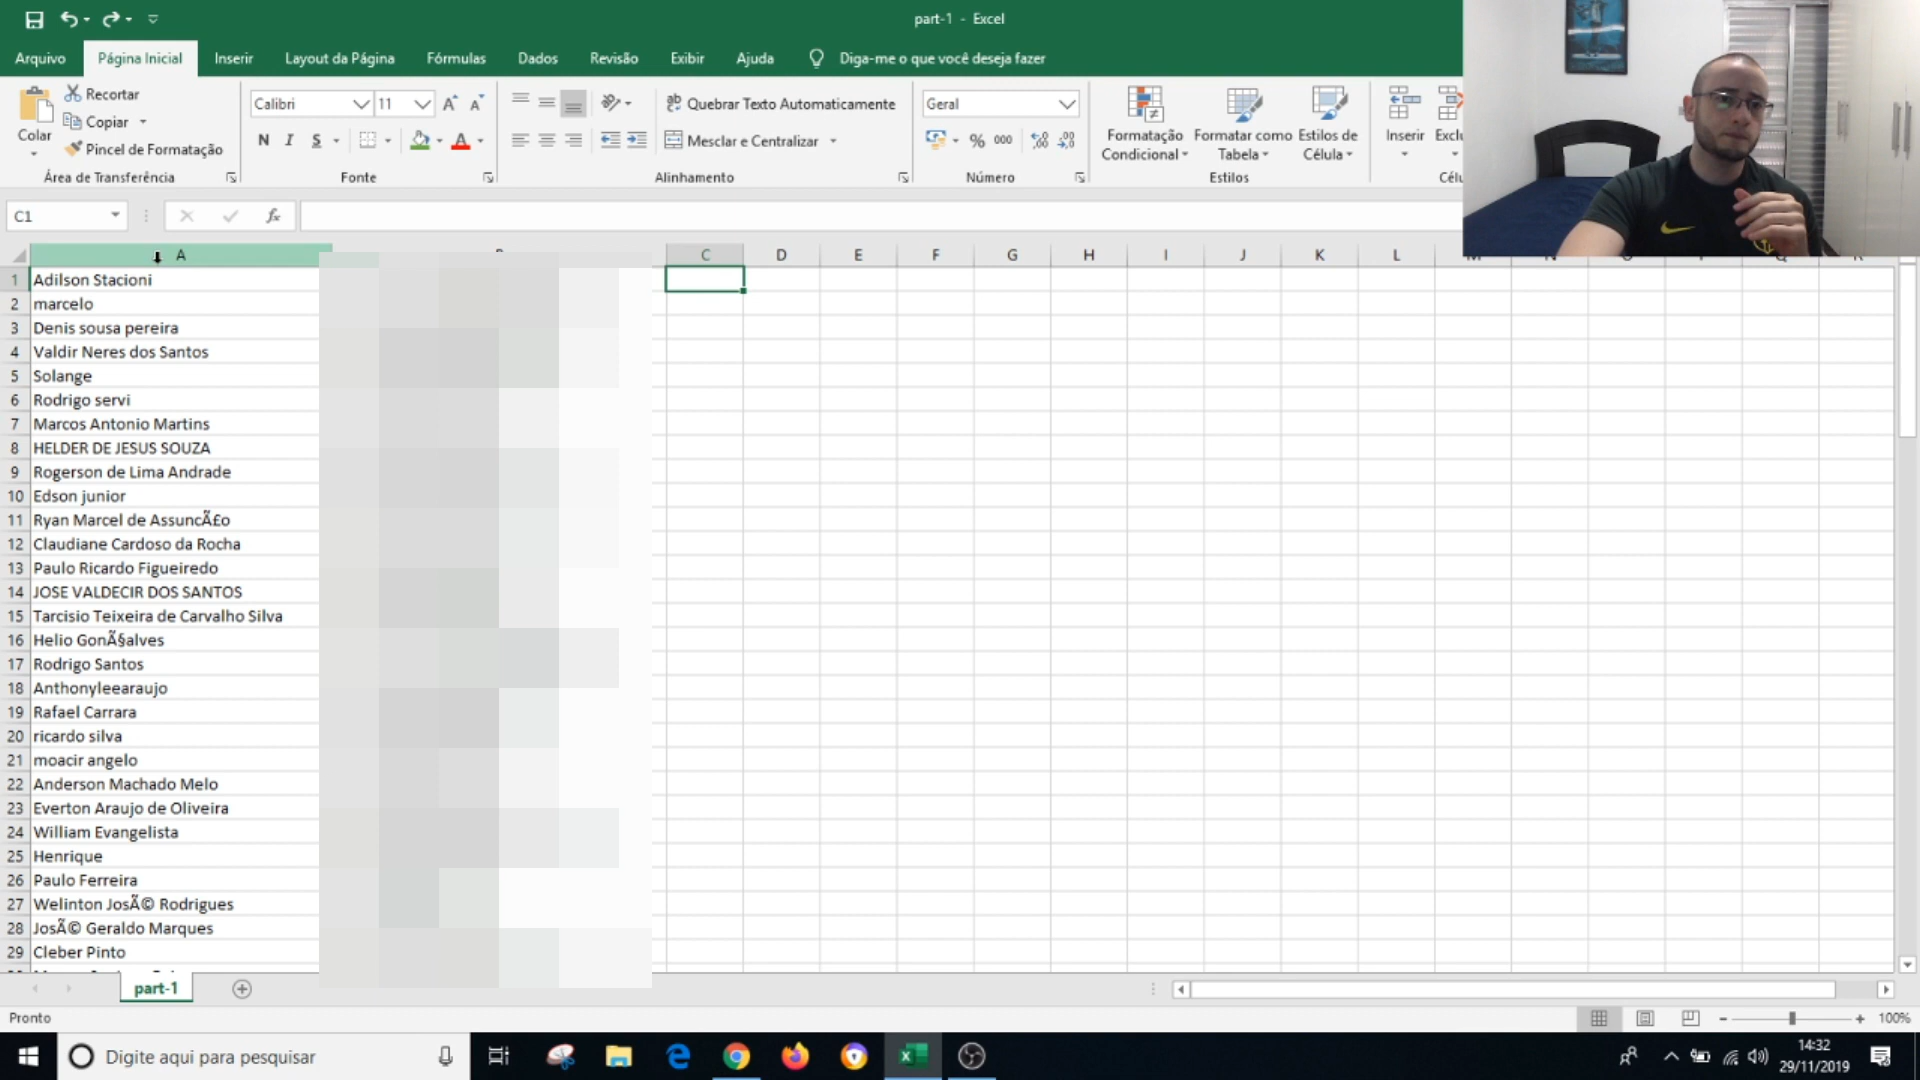 part-1 - Excel
Arquivo Página Inicial Inserir Layout da Página Fórmulas Dados Revisão Exibir Ajuda Diga-me o que você deseja fazer
Colar
Recortar
Copiar
Pincel de Formatação
Área de Transferência
Calibri 11
N I S
Fonte
Quebrar Texto Automaticamente
Mesclar e Centralizar
Alinhamento
Geral
% 000
Número
Formatação Condicional
Formatar como Tabela
Estilos de Célula
Estilos
Inserir
C1
fx
A C D E F G H I J K L
1 Adilson Stacioni
2 marcelo
3 Denis sousa pereira
4 Valdir Neres dos Santos
5 Solange
6 Rodrigo servi
7 Marcos Antonio Martins
8 HELDER DE JESUS SOUZA
9 Rogerson de Lima Andrade
10 Edson junior
11 Ryan Marcel de AssuncÃ£o
12 Claudiane Cardoso da Rocha
13 Paulo Ricardo Figueiredo
14 JOSE VALDECIR DOS SANTOS
15 Tarcisio Teixeira de Carvalho Silva
16 Helio GonÃ§alves
17 Rodrigo Santos
18 Anthonyleearaujo
19 Rafael Carrara
20 ricardo silva
21 moacir angelo
22 Anderson Machado Melo
23 Everton Araujo de Oliveira
24 William Evangelista
25 Henrique
26 Paulo Ferreira
27 Welinton JosÃ© Rodrigues
28 JosÃ© Geraldo Marques
29 Cleber Pinto
part-1
Pronto
100%
Digite aqui para pesquisar
14:32
29/11/2019